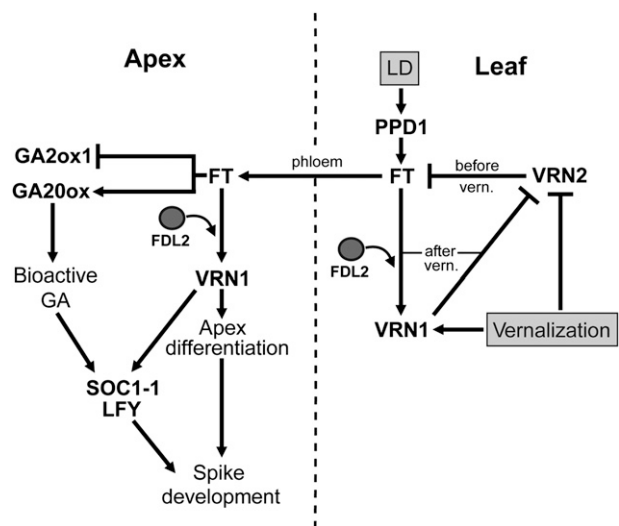 Apex
LD
Leaf
PPD1
GA2ox1
GA20ox
FT
phloem
FT
before
vern.
VRN2
FDL2
FDL2
after
vern.
Bioactive
GA
VRN1
Apex
differentiation
VRN1
Vernalization
SOC1-1
LFY
Spike
development